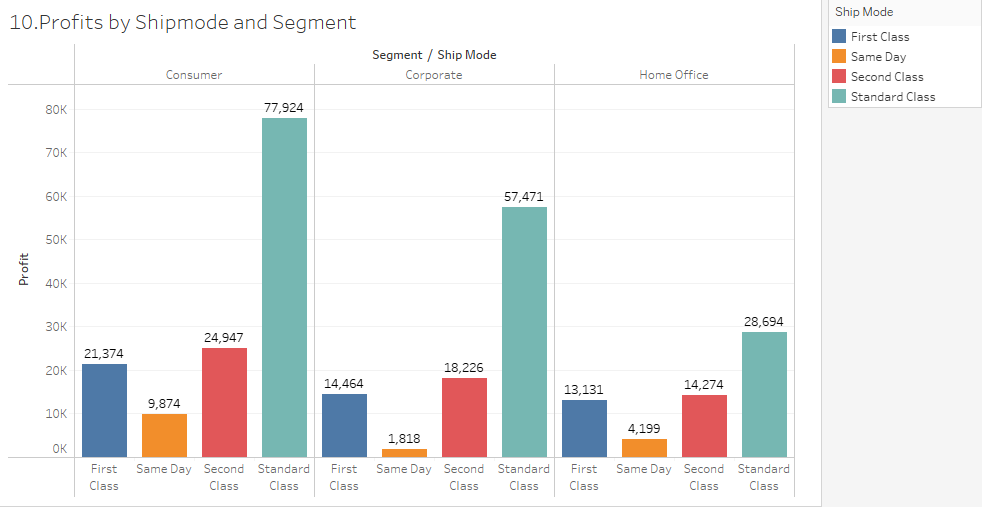 10.Profits by Shipmode and Segment
Segment / Ship Mode
Consumer Corporate Home Office
Profit
80K
70K
60K
50K
40K
30K
20K
10K
0K
21,374
9,874
24,947
77,924
14,464
1,818
18,226
57,471
13,131
4,199
14,274
28,694
First Class
Same Day
Second Class
Standard Class
First Class
Same Day
Second Class
Standard Class
First Class
Same Day
Second Class
Standard Class
Ship Mode
First Class
Same Day
Second Class
Standard Class